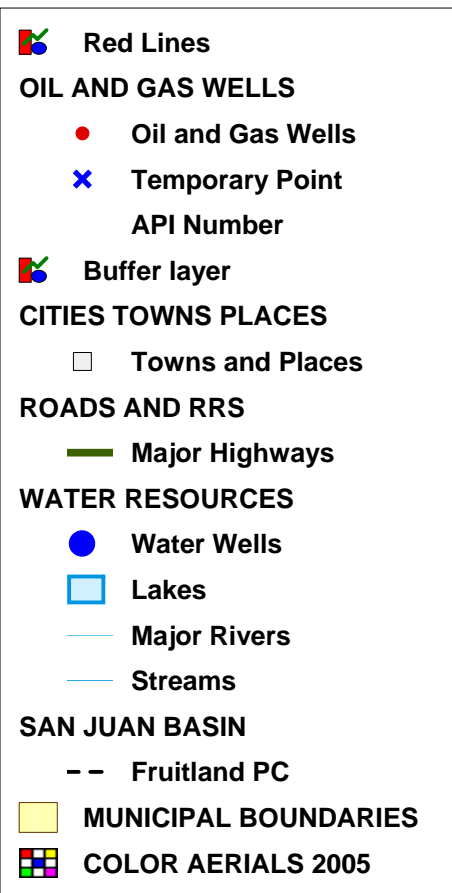 Red Lines
OIL AND GAS WELLS
Oil and Gas Wells
Temporary Point
API Number
Buffer layer
CITIES TOWNS PLACES
Towns and Places
ROADS AND RRS
Major Highways
WATER RESOURCES
Water Wells
Lakes
Major Rivers
Streams
SAN JUAN BASIN
Fruitland PC
MUNICIPAL BOUNDARIES
COLOR AERIALS 2005